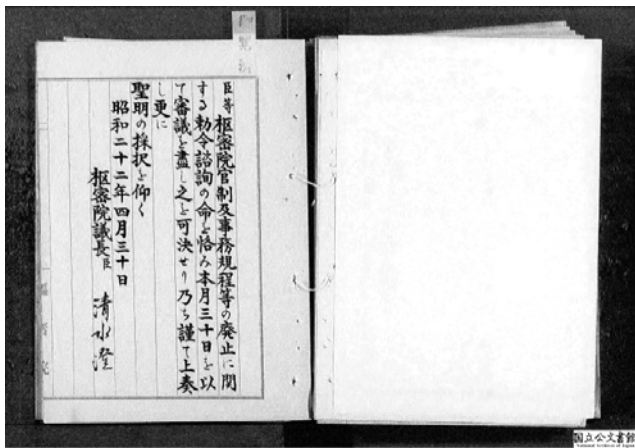 臣等枢密院官制及事務規程等の廃止に関
する勅令諮詢の命を恪み本月三十日を以
て審議を盡し之を可決せり乃ち謹て上奏
し更に
聖明の採択を仰く
昭和二十二年四月三十日
枢密院議長臣 清水澄
国立公文書館
National Archives of Japan